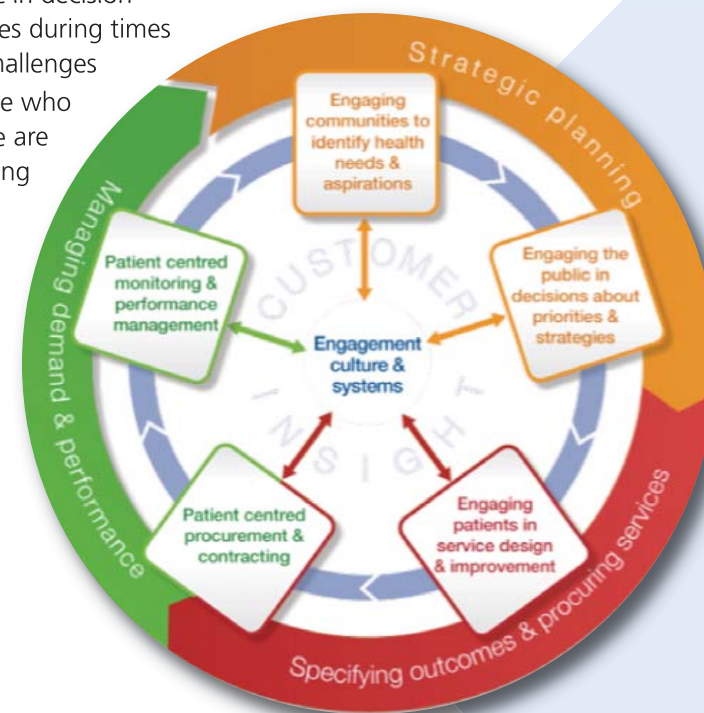 e in decision
es during times
hallenges
e who
e are
ng
Strategic planning
Engaging
communities to
identify health
needs &
aspirations
Engaging the
public in
decisions about
priorities &
strategies
Engaging
patients in
service design
& improvement
Specifying outcomes & procuring services
Patient centred
procurement &
contracting
Managing demand & performance
Patient centred
monitoring &
performance
management
CUSTOMER
INSIGHT
Engagement
culture &
systems